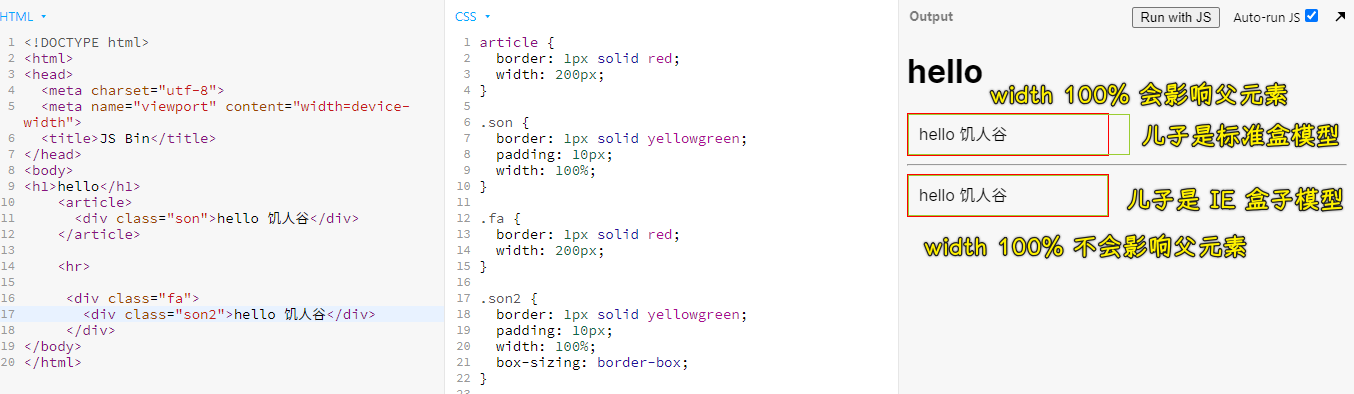 HTML
1 <!DOCTYPE html>
2 <html>
3 <head>
4 <meta charset="utf-8">
5 <meta name="viewport" content="width=device-
width">
6 <title>JS Bin</title>
7 </head>
8 <body>
9 <h1>hello</h1>
10 <article>
11 <div class="son">hello 饥人谷</div>
12 </article>
13
14 <hr>
15
16 <div class="fa">
17 <div class="son2">hello 饥人谷</div>
18 </div>
19 </body>
20 </html>
CSS
1 article {
2 border: 1px solid red;
3 width: 200px;
4 }
5
6 .son {
7 border: 1px solid yellowgreen;
8 padding: 10px;
9 width: 100%;
10 }
11
12 .fa {
13 border: 1px solid red;
14 width: 200px;
15 }
16
17 .son2 {
18 border: 1px solid yellowgreen;
19 padding: 10px;
20 width: 100%;
21 box-sizing: border-box;
22 }
23
Output Run with JS Auto-run JS
hello
width 100% 会影响父元素
hello 饥人谷 儿子是标准盒模型
hello 饥人谷 儿子是 IE 盒子模型
width 100% 不会影响父元素